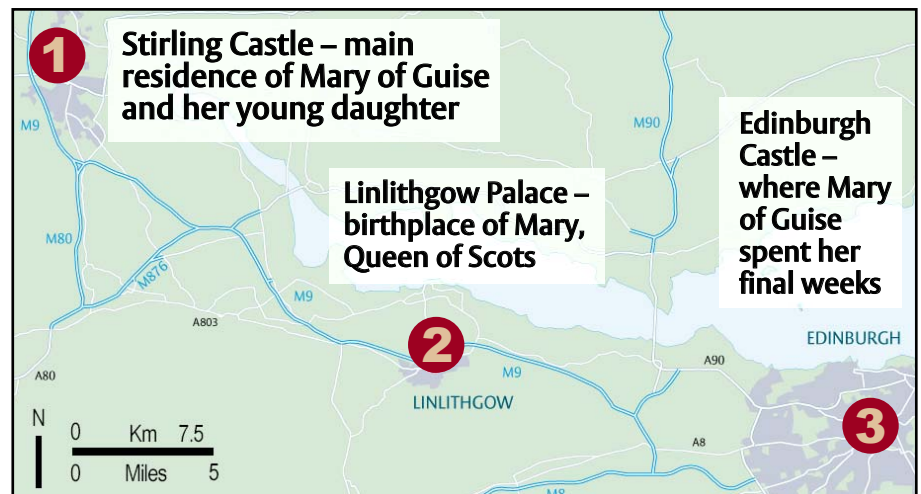 1
Stirling Castle – main
residence of Mary of Guise
and her young daughter
M9
M90
Edinburgh
Castle –
where Mary
of Guise
spent her
final weeks
Linlithgow Palace –
birthplace of Mary,
Queen of Scots
M80
M876
M9
A803
2
EDINBURGH
A90
A80
M9
LINLITHGOW
3
N
0 Km 7.5
0 Miles 5
A8
M8